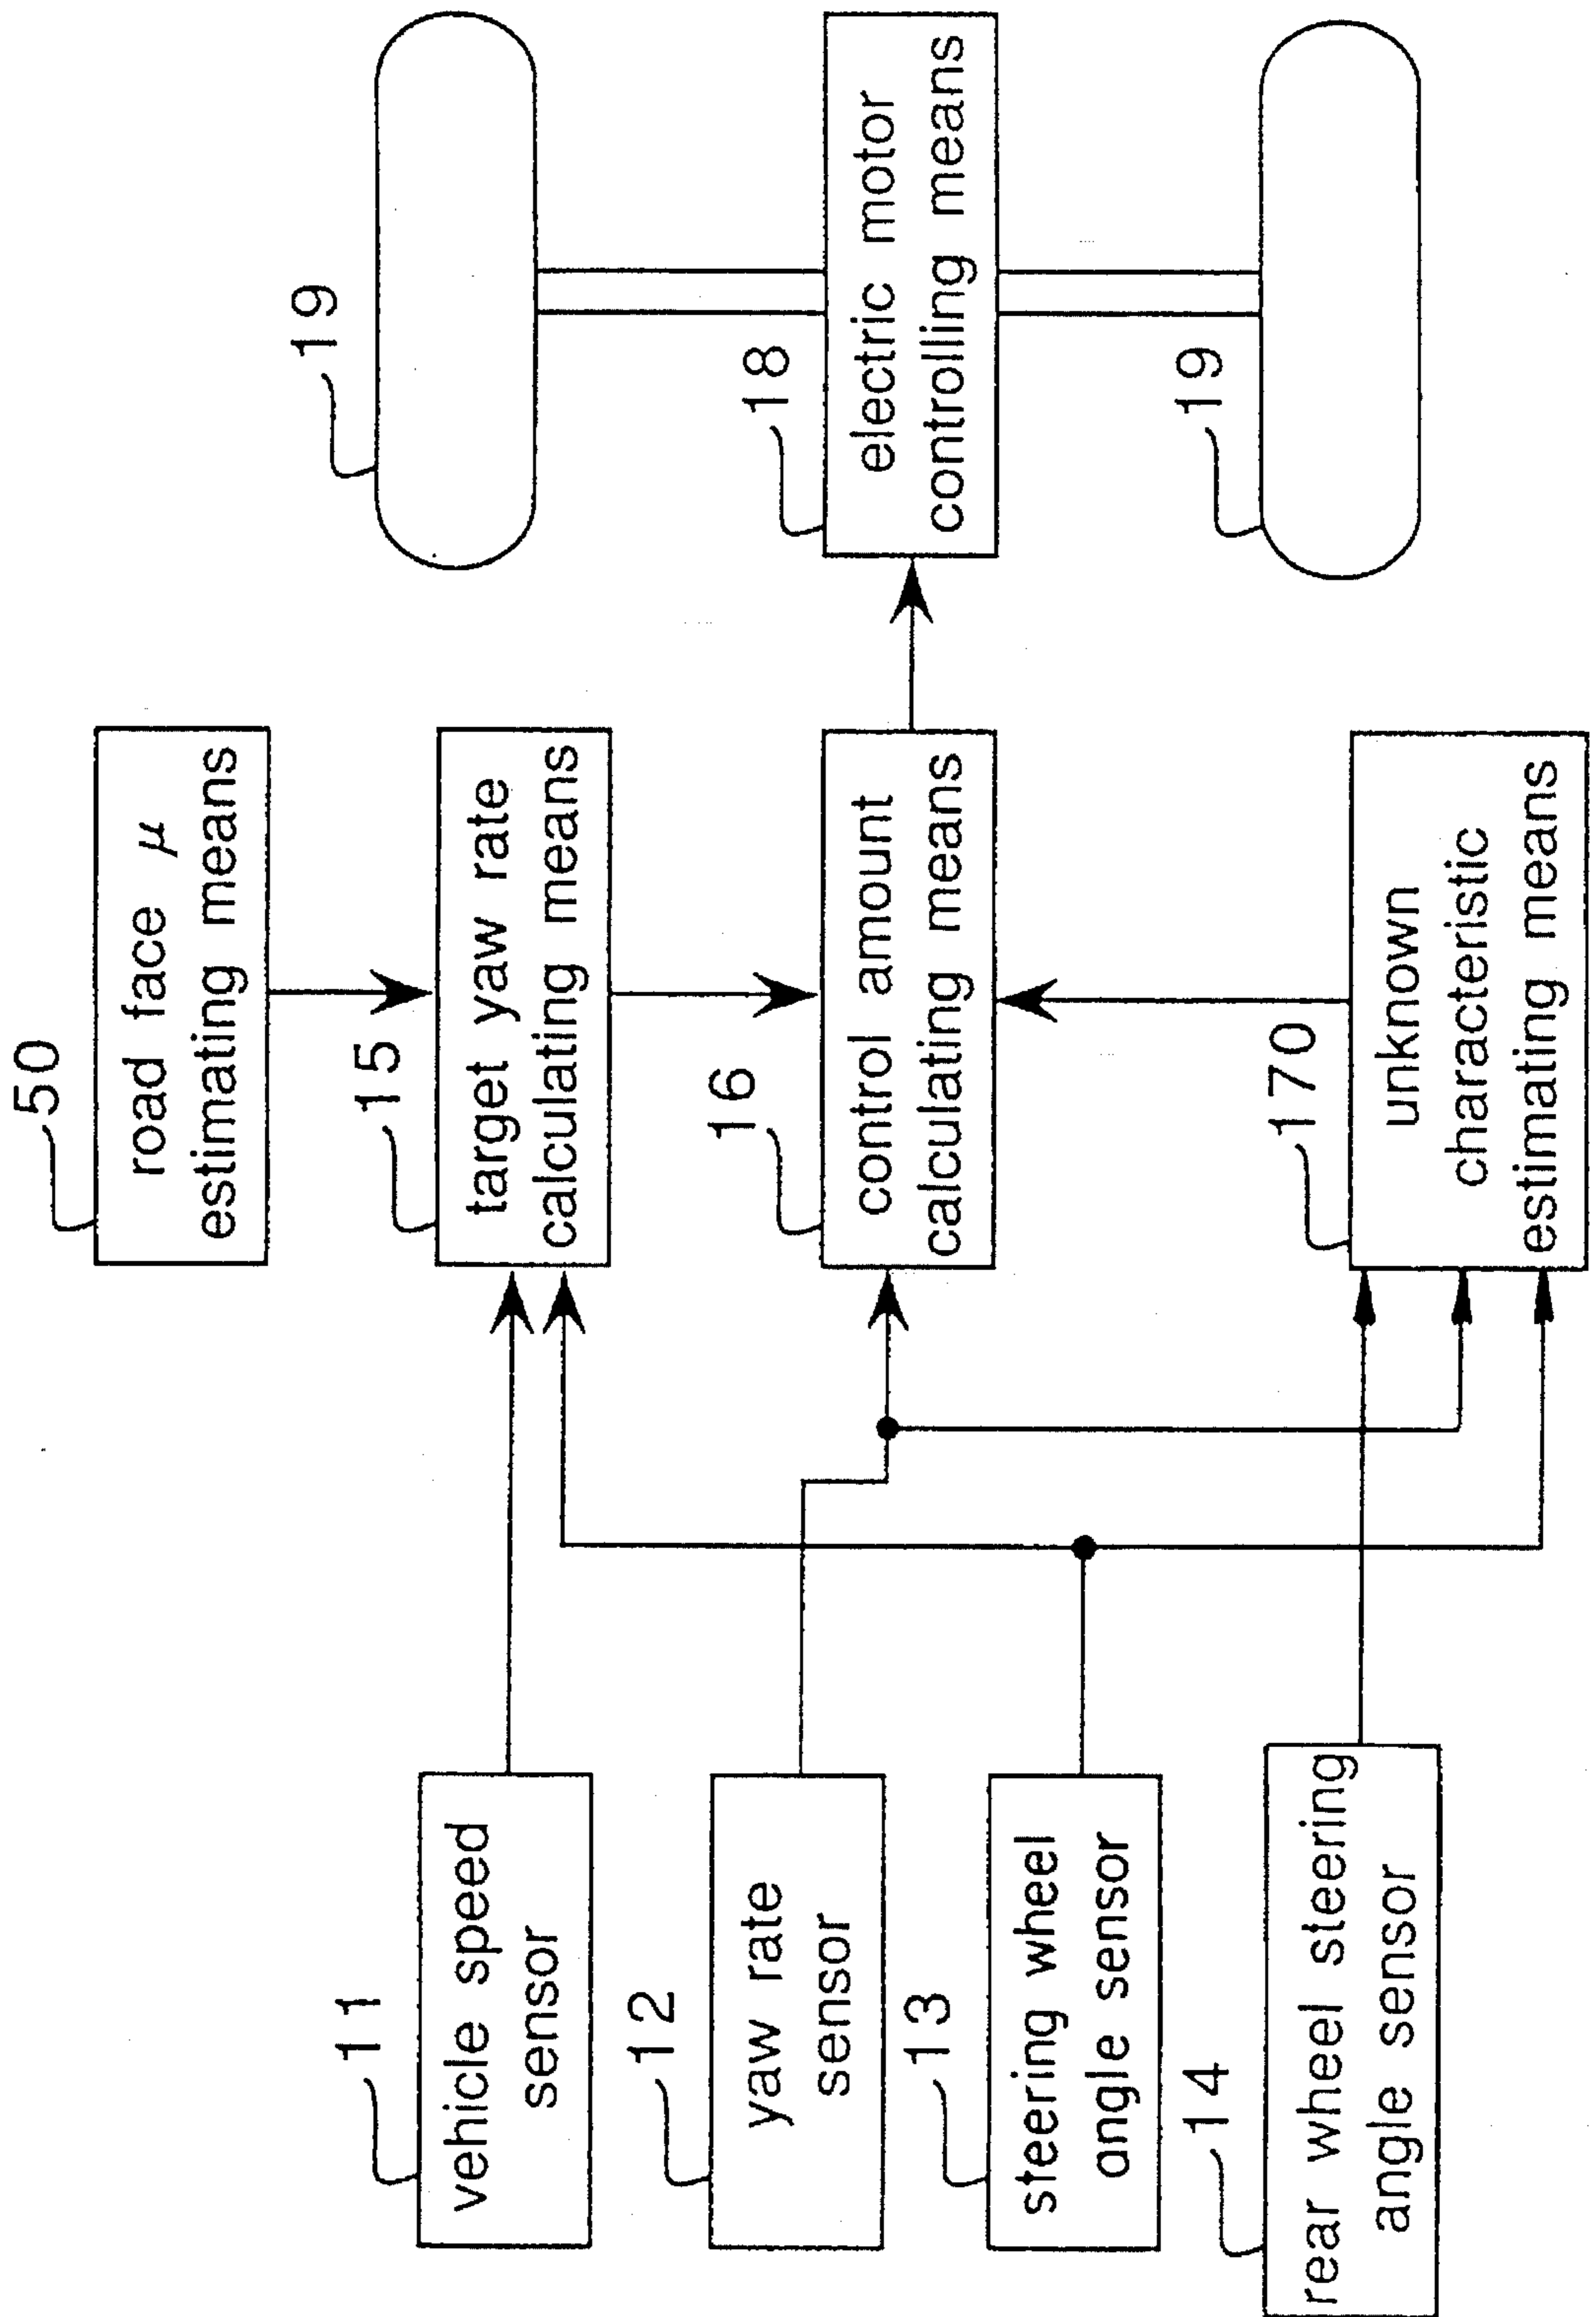 50
road face μ
estimating means
19
11
vehicle speed
sensor
15
target yaw rate
calculating means
12
yaw rate
sensor
16
control amount
calculating means
18
electric motor
controlling means
13
steering wheel
angle sensor
14
rear wheel steering
angle sensor
170
unknown
characteristic
estimating means
19